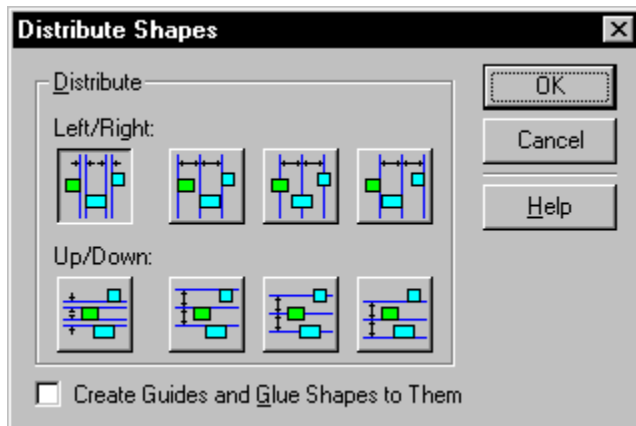 Distribute Shapes
Distribute
Left/Right:
Up/Down:
Create Guides and Glue Shapes to Them
OK
Cancel
Help